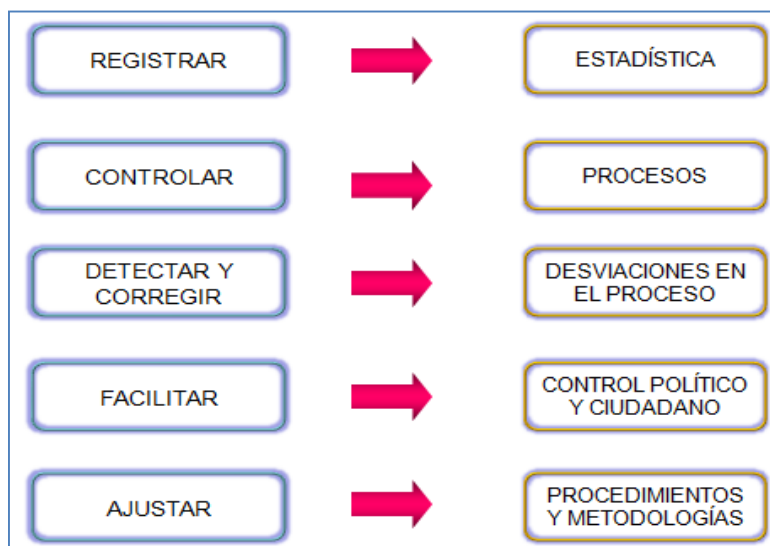 REGISTRAR
ESTADÍSTICA
CONTROLAR
PROCESOS
DETECTAR Y
CORREGIR
DESVIACIONES EN
EL PROCESO
FACILITAR
CONTROL POLÍTICO
Y CIUDADANO
AJUSTAR
PROCEDIMIENTOS
Y METODOLOGÍAS